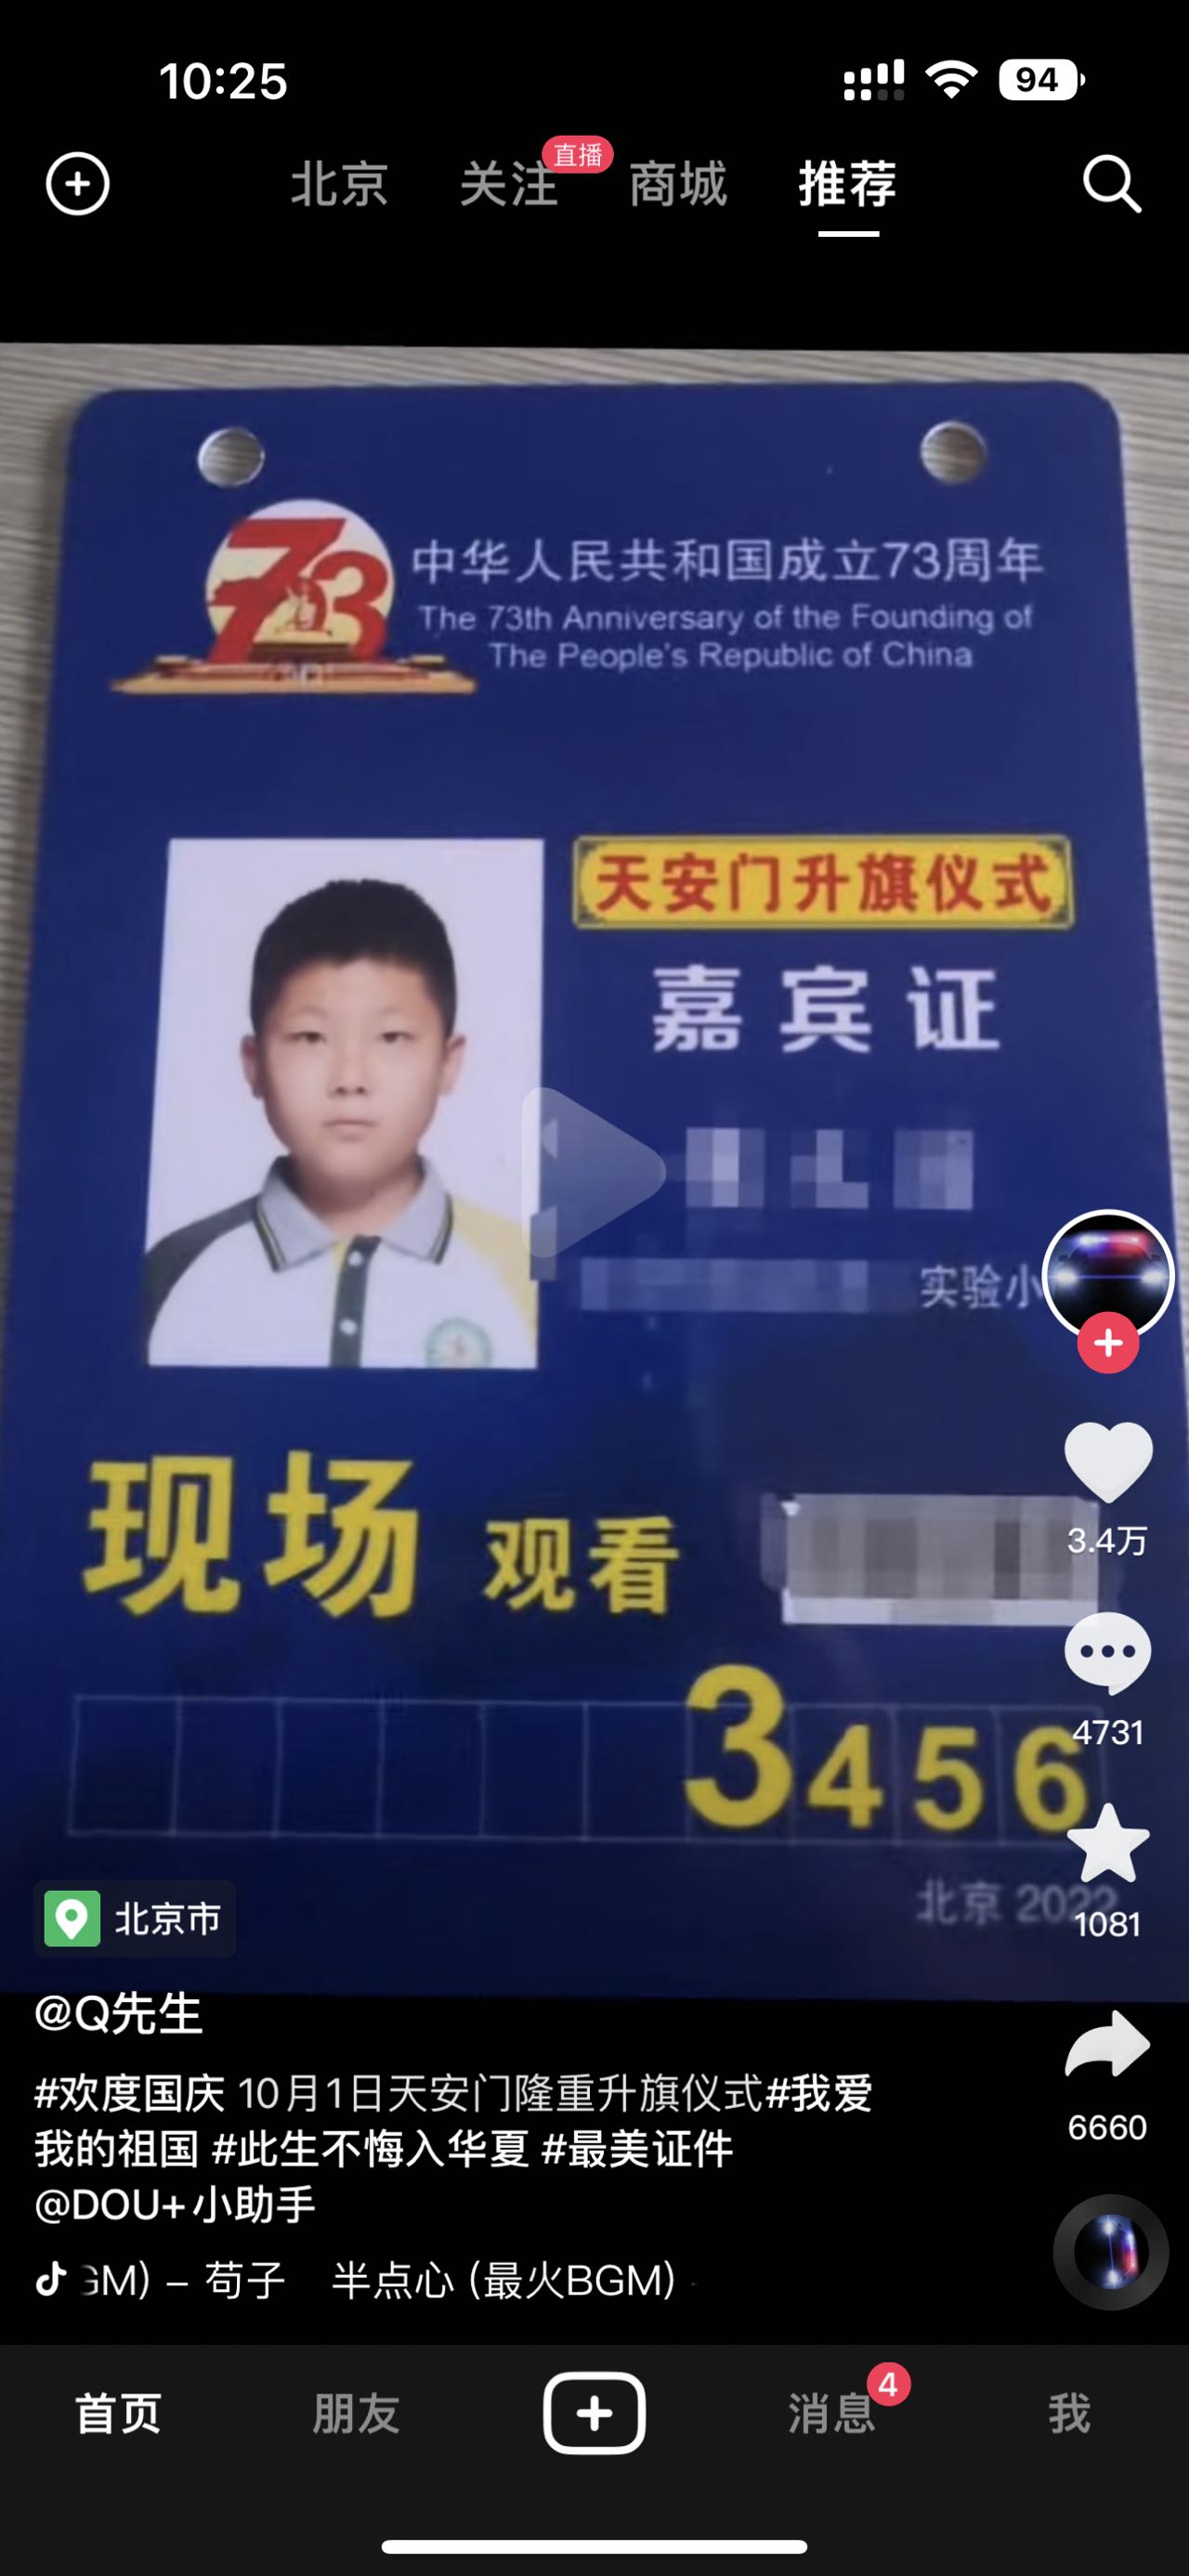 10:25
94
北京 关注 直播 商城 推荐
73
中华人民共和国成立73周年
The 73th Anniversary of the Founding of
The People's Republic of China
天安门升旗仪式
嘉宾证
实验小
现场 观看
3.4万
3456
4731
北京 2022
1081
北京市
@Q先生
#欢度国庆 10月1日天安门隆重升旗仪式#我爱
我的祖国 #此生不悔入华夏 #最美证件
@DOU+小助手
6660
GM) – 苟子 半点心 (最火BGM)
首页 朋友 消息 4 我